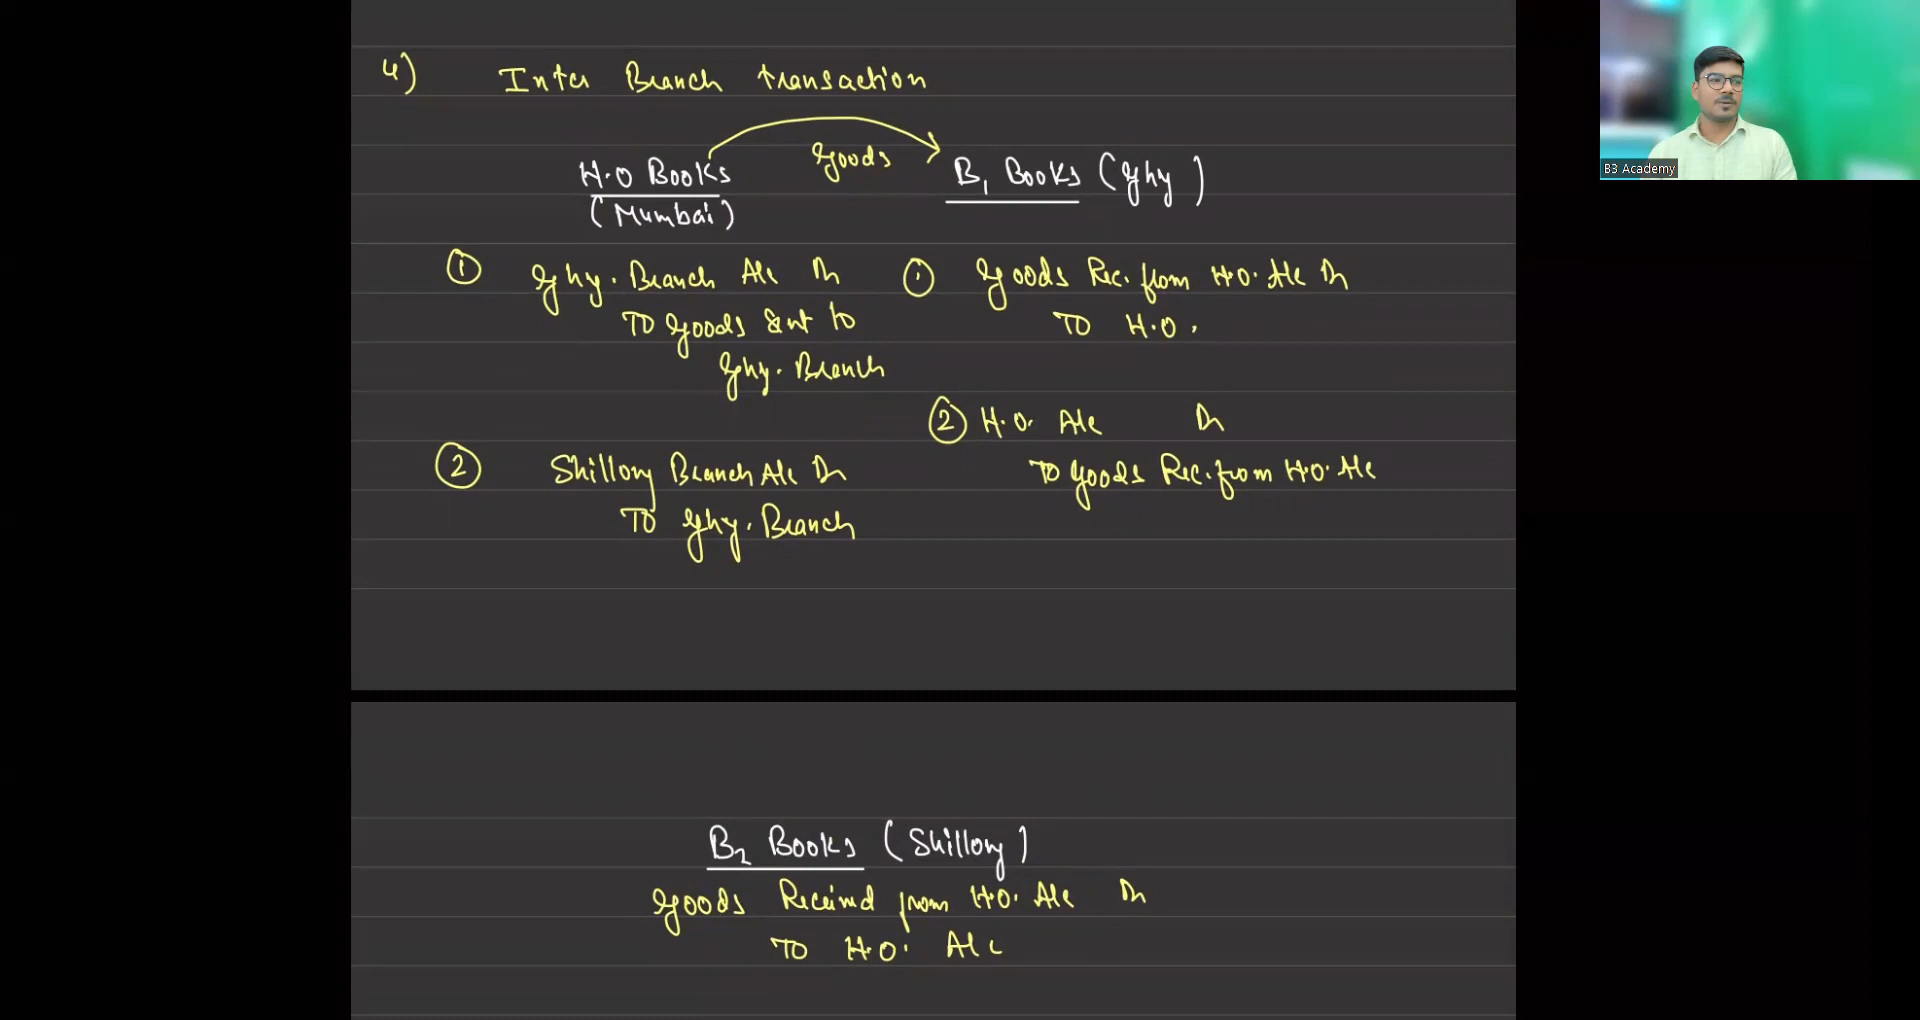 4) Inter Branch transaction
Goods
H.O Books
(Mumbai)
B1 Books (Ghy)
① Ghy. Branch A/c Dr
To Goods Sent to
Ghy. Branch
① Goods Rec. from H.O. A/c Dr
To H.O.
② H.O. A/c Dr
To Goods Rec. from H.O. A/c
② Shillong Branch A/c Dr
To Ghy. Branch
B2 Books (Shillong)
Goods Received from H.O. A/c Dr
To H.O. A/c
B3 Academy